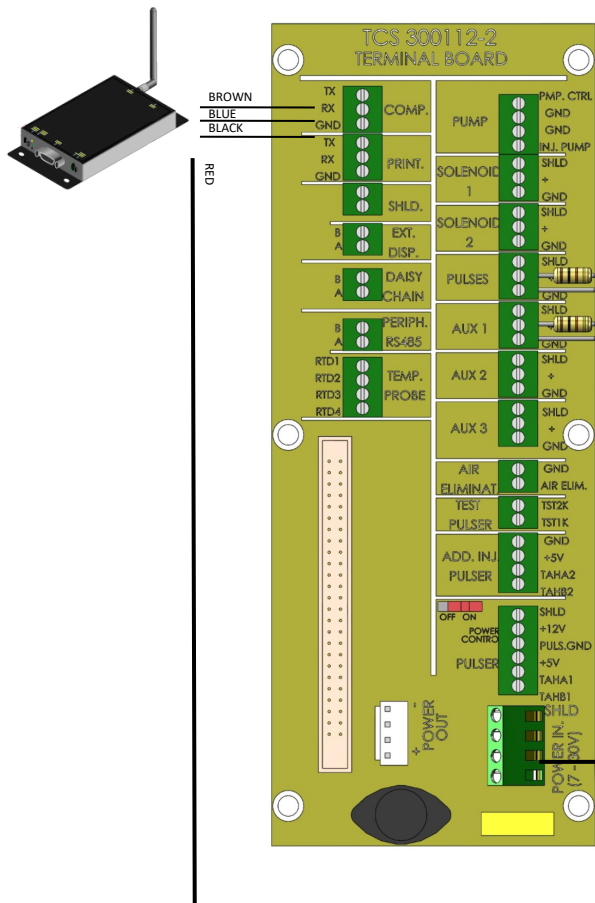 TCS 300112-2
TERMINAL BOARD
BROWN
BLUE
BLACK
RED
TX
RX
GND
COMP.
TX
RX
GND
PRINT.
SHLD.
B
A
EXT.
DISP.
B
A
DAISY
CHAIN
B
A
PERIPH.
RS485
RTD1
RTD2
RTD3
RTD4
TEMP.
PROBE
PUMP
PMP. CTRL
GND
GND
INJ. PUMP
SOLENOID
1
SHLD
+
GND
SOLENOID
2
SHLD
+
GND
PULSES
SHLD
GND
AUX 1
SHLD
GND
AUX 2
SHLD
+
GND
AUX 3
SHLD
+
GND
AIR
ELIMINAT
GND
AIR ELIM.
TEST
PULSER
TST2K
TST1K
ADD. INJ.
PULSER
GND
+5V
TAHA2
TAHB2
OFF ON
POWER
CONTRO
PULSER
SHLD
+12V
PULS.GND
+5V
TAHA1
TAHB1
- +
POWER
OUT
SHLD
POWER IN.
(7 - 30V)